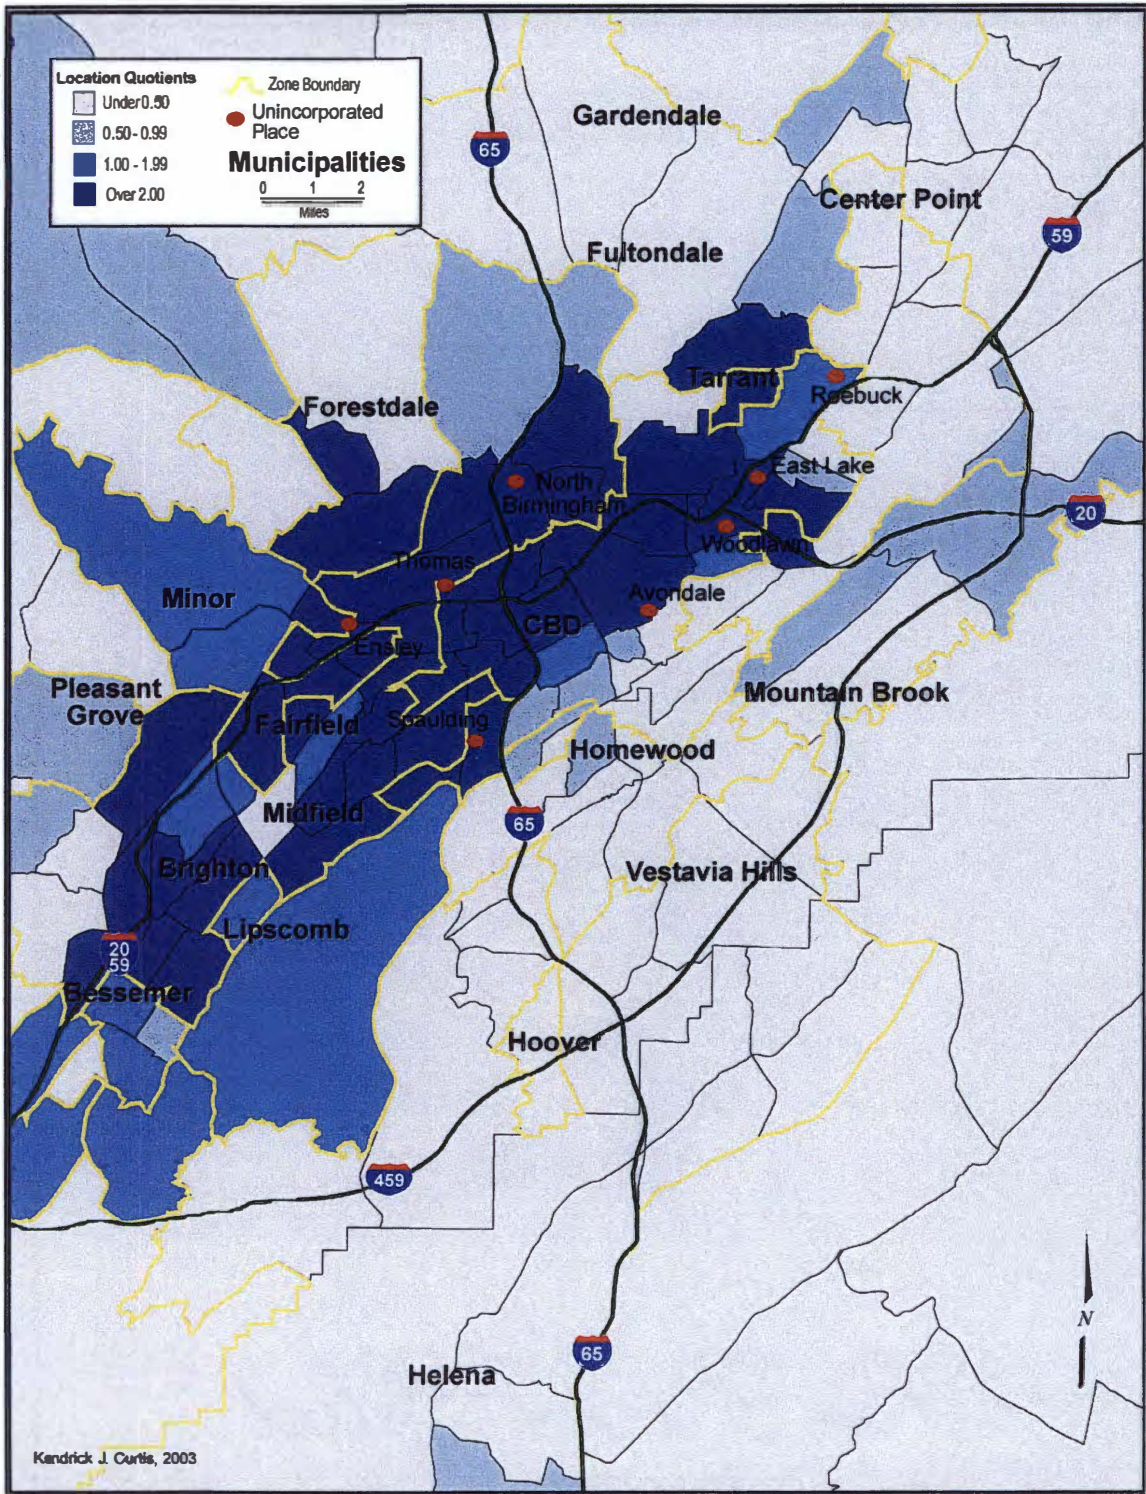 Location Quotients
Under 0.50
0.50 - 0.99
1.00 - 1.99
Over 2.00
Zone Boundary
Unincorporated
Place
Municipalities
0 1 2
Miles
65
Gardendale
Center Point
59
Fultondale
Tarrant
Roebuck
Forestdale
East Lake
North
Birmingham
20
Woodlawn
Thomas
Avondale
Minor
CBD
Ensley
Pleasant
Grove
Mountain Brook
Fairfield
Spaulding
Homewood
Midfield
65
Brighton
Vestavia Hills
Lipscomb
20
59
Bessemer
Hoover
459
N
65
Helena
Kendrick J. Curtis, 2003